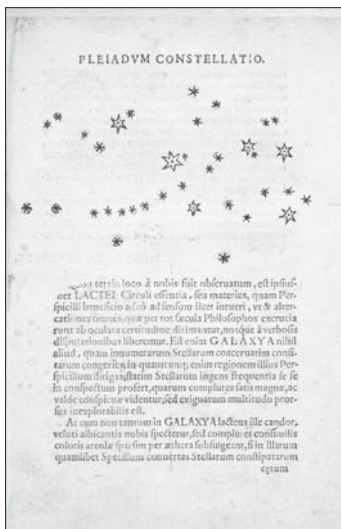 PLEIADVM CONSTELLATIO.
Quod tertio loco à nobis fuit obseruatum, est ipsius-
met LACTEI Circuli essentia, seu materies, quam Per-
spicilli beneficio adeò ad sensum licet intueri, vt & alter-
cationes omnes, quæ per tot sæcula Philosophos excrucia
runt ab oculata certitudine dirimantur, nosque à verbosis
disputationibus liberemur. Est enim GALAXYA nihil
aliud, quam innumerarum Stellarum coaceruatim consi-
tarum congeries, in quamcunq; enim regionem illius Per-
spicillum dirigas, statim Stellarum ingens frequentia se se
in conspectum profert, quarum complures satis magnæ, ac
valde conspicuæ videntur, sed exiguarum multitudo pror-
sus inexplorabilis est.
At cum non tantum in GALAXYA lacteus ille candor,
veluti albicantis nubis spectetur, sed complures consimilis
coloris areolæ sparsim per æthera subfulgeant, si in illarum
quamlibet Specillum conuertas Stellarum constipatarum
cętum